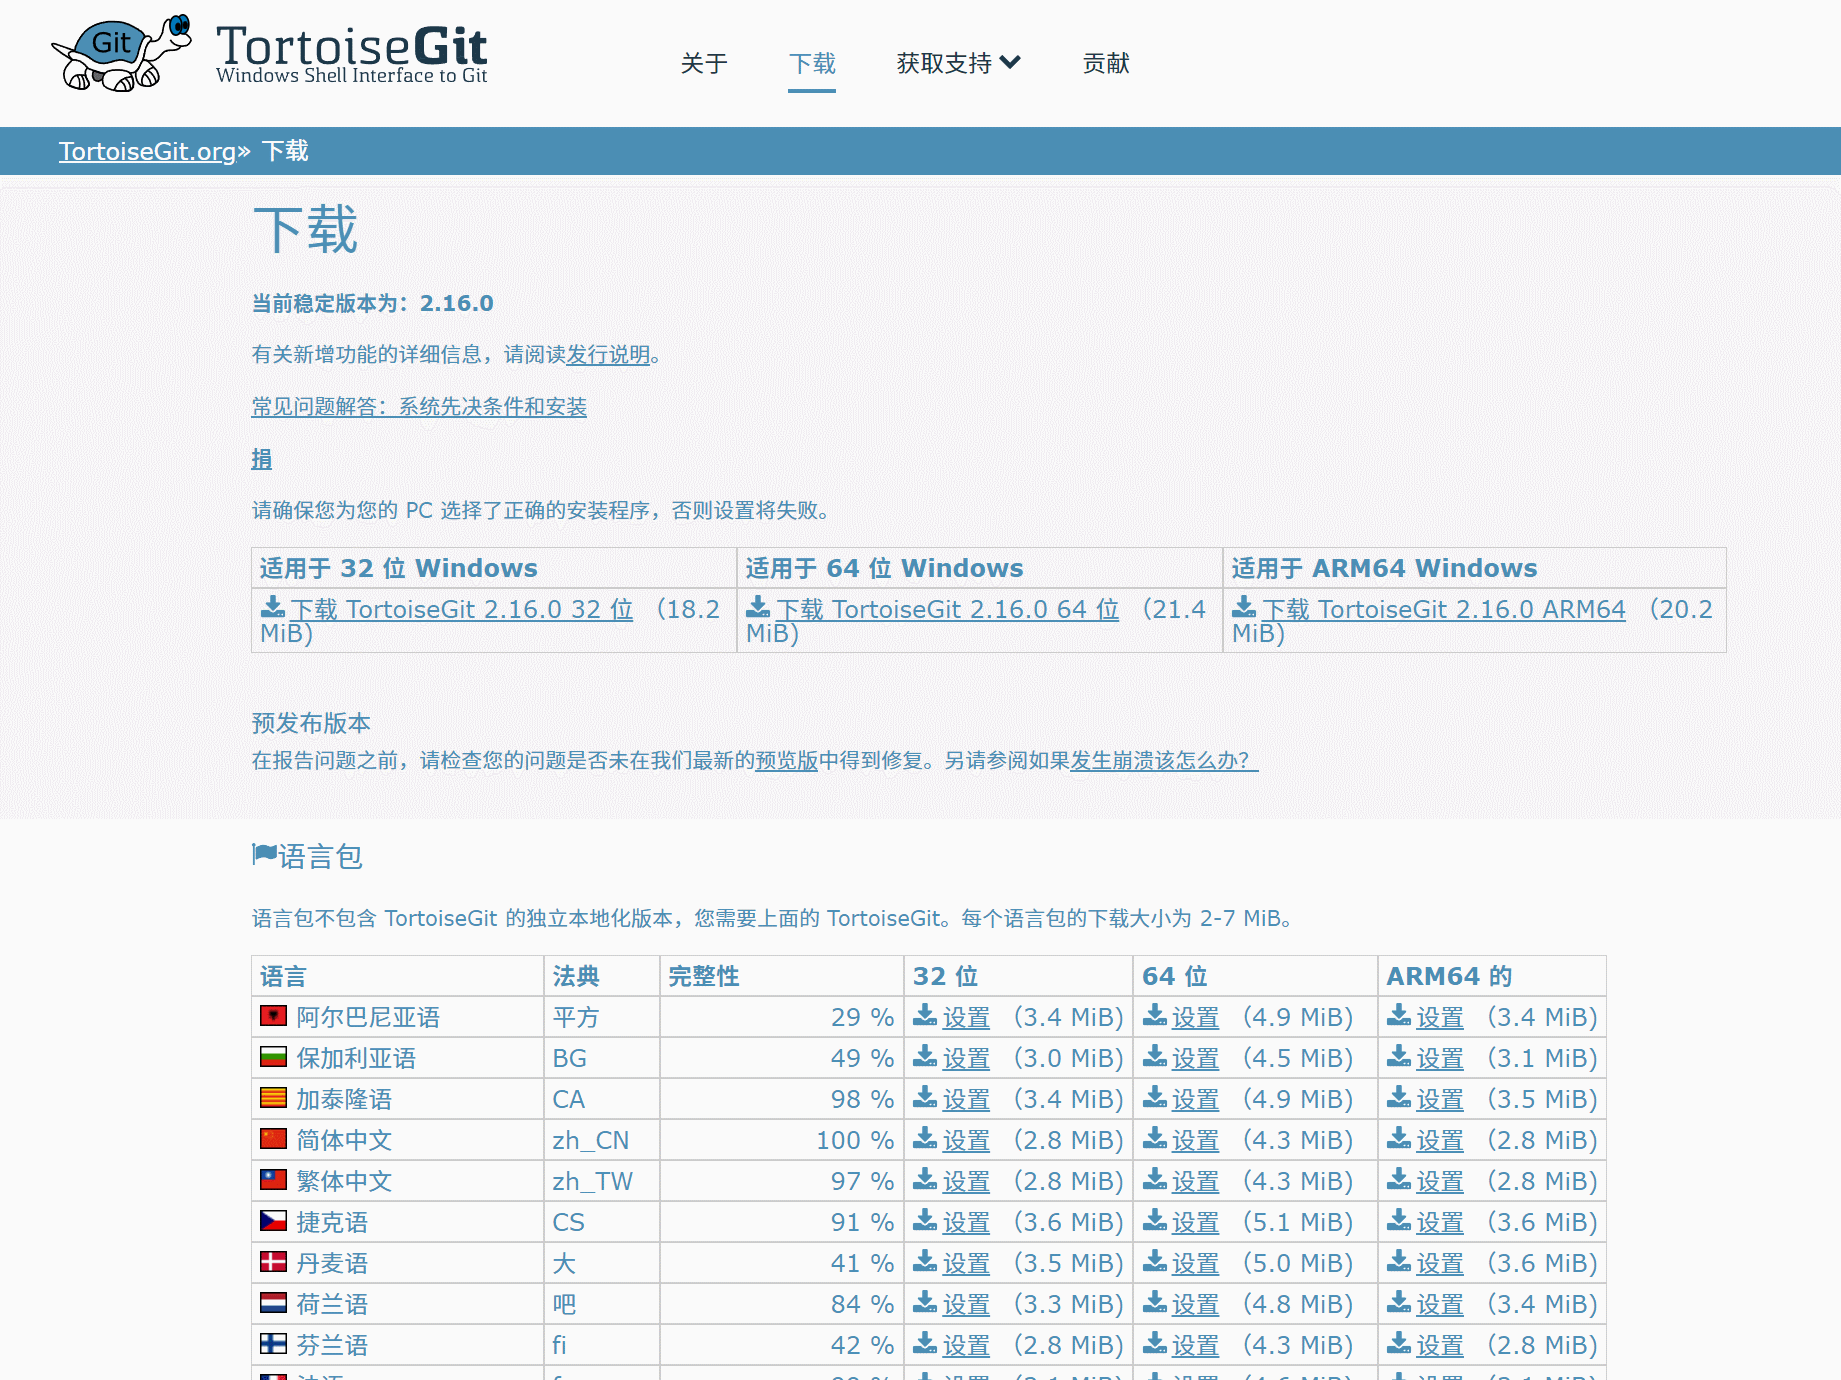 Git
TortoiseGit
Windows Shell Interface to Git
关于 下载 获取支持 贡献
TortoiseGit.org» 下载
下载
当前稳定版本为：2.16.0
有关新增功能的详细信息，请阅读发行说明。
常见问题解答：系统先决条件和安装
捐
请确保您为您的 PC 选择了正确的安装程序，否则设置将失败。
适用于 32 位 Windows 适用于 64 位 Windows 适用于 ARM64 Windows
下载 TortoiseGit 2.16.0 32 位 （18.2 MiB) 下载 TortoiseGit 2.16.0 64 位 （21.4 MiB) 下载 TortoiseGit 2.16.0 ARM64 （20.2 MiB)
预发布版本
在报告问题之前，请检查您的问题是否未在我们最新的预览版中得到修复。另请参阅如果发生崩溃该怎么办？
语言包
语言包不包含 TortoiseGit 的独立本地化版本，您需要上面的 TortoiseGit。每个语言包的下载大小为 2-7 MiB。
语言 法典 完整性 32 位 64 位 ARM64 的
阿尔巴尼亚语 平方 29 % 设置 （3.4 MiB) 设置 （4.9 MiB) 设置 （3.4 MiB)
保加利亚语 BG 49 % 设置 （3.0 MiB) 设置 （4.5 MiB) 设置 （3.1 MiB)
加泰隆语 CA 98 % 设置 （3.4 MiB) 设置 （4.9 MiB) 设置 （3.5 MiB)
简体中文 zh_CN 100 % 设置 （2.8 MiB) 设置 （4.3 MiB) 设置 （2.8 MiB)
繁体中文 zh_TW 97 % 设置 （2.8 MiB) 设置 （4.3 MiB) 设置 （2.8 MiB)
捷克语 CS 91 % 设置 （3.6 MiB) 设置 （5.1 MiB) 设置 （3.6 MiB)
丹麦语 大 41 % 设置 （3.5 MiB) 设置 （5.0 MiB) 设置 （3.6 MiB)
荷兰语 吧 84 % 设置 （3.3 MiB) 设置 （4.8 MiB) 设置 （3.4 MiB)
芬兰语 fi 42 % 设置 （2.8 MiB) 设置 （4.3 MiB) 设置 （2.8 MiB)